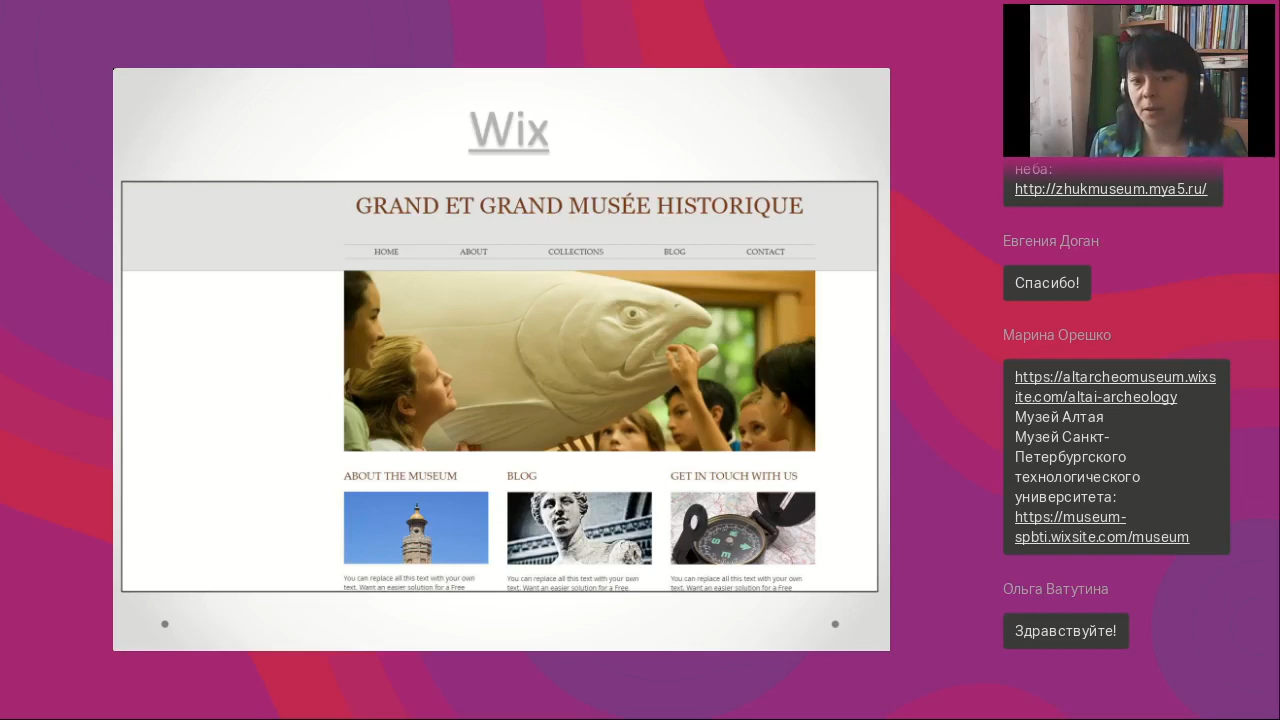 Wix
GRAND ET GRAND MUSÉE HISTORIQUE
HOME ABOUT COLLECTIONS BLOG CONTACT
ABOUT THE MUSEUM
BLOG
GET IN TOUCH WITH US
You can replace all this text with your own
text. Want an easier solution for a Free
You can replace all this text with your own
text. Want an easier solution for a Free
You can replace all this text with your own
text. Want an easier solution for a Free
неба:
http://zhukmuseum.mya5.ru/
Евгения Доган
Спасибо!
Марина Орешко
https://altarcheomuseum.wixs
ite.com/altai-archeology
Музей Алтая
Музей Санкт-
Петербургского
технологического
университета:
https://museum-
spbti.wixsite.com/museum
Ольга Ватутина
Здравствуйте!